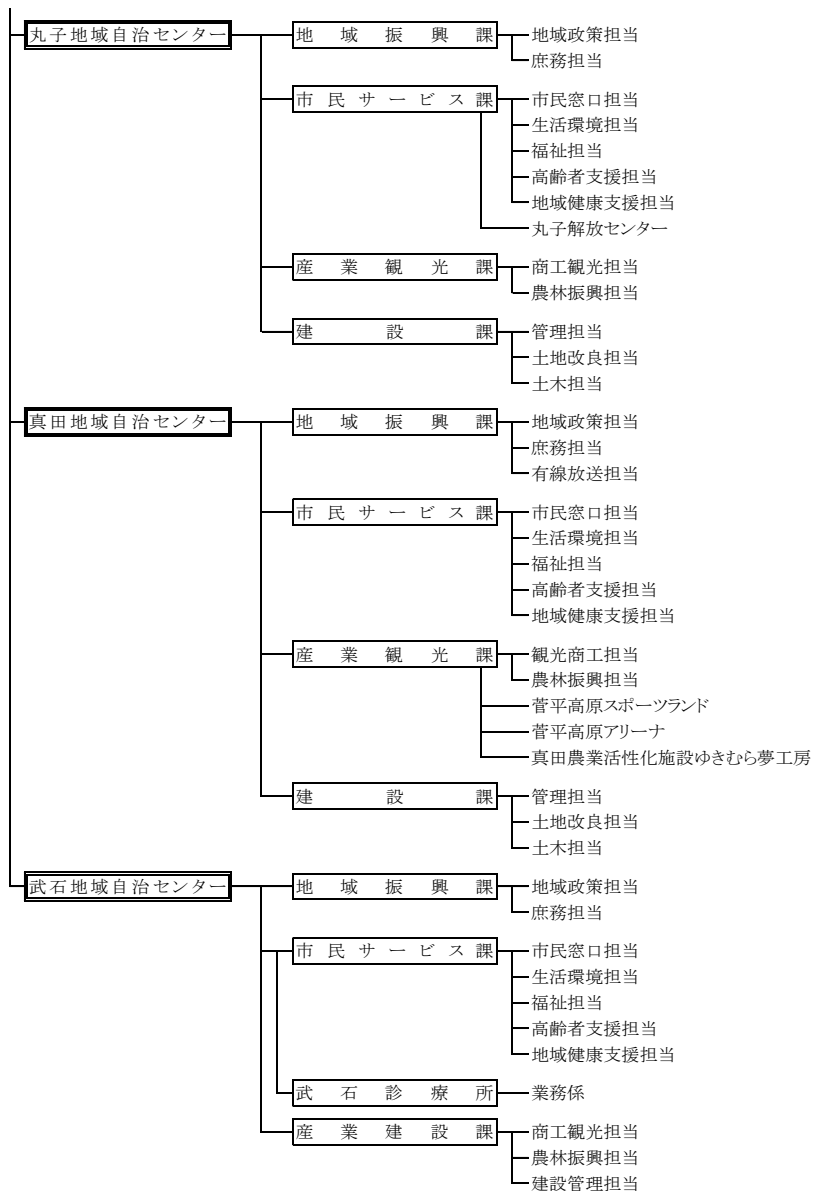 丸子地域自治センター 地域振興課 地域政策担当
庶務担当
市民サービス課 市民窓口担当
生活環境担当
福祉担当
高齢者支援担当
地域健康支援担当
丸子解放センター
産業観光課 商工観光担当
農林振興担当
建設課 管理担当
土地改良担当
土木担当
真田地域自治センター 地域振興課 地域政策担当
庶務担当
有線放送担当
市民サービス課 市民窓口担当
生活環境担当
福祉担当
高齢者支援担当
地域健康支援担当
産業観光課 観光商工担当
農林振興担当
菅平高原スポーツランド
菅平高原アリーナ
真田農業活性化施設ゆきむら夢工房
建設課 管理担当
土地改良担当
土木担当
武石地域自治センター 地域振興課 地域政策担当
庶務担当
市民サービス課 市民窓口担当
生活環境担当
福祉担当
高齢者支援担当
地域健康支援担当
武石診療所 業務係
産業建設課 商工観光担当
農林振興担当
建設管理担当